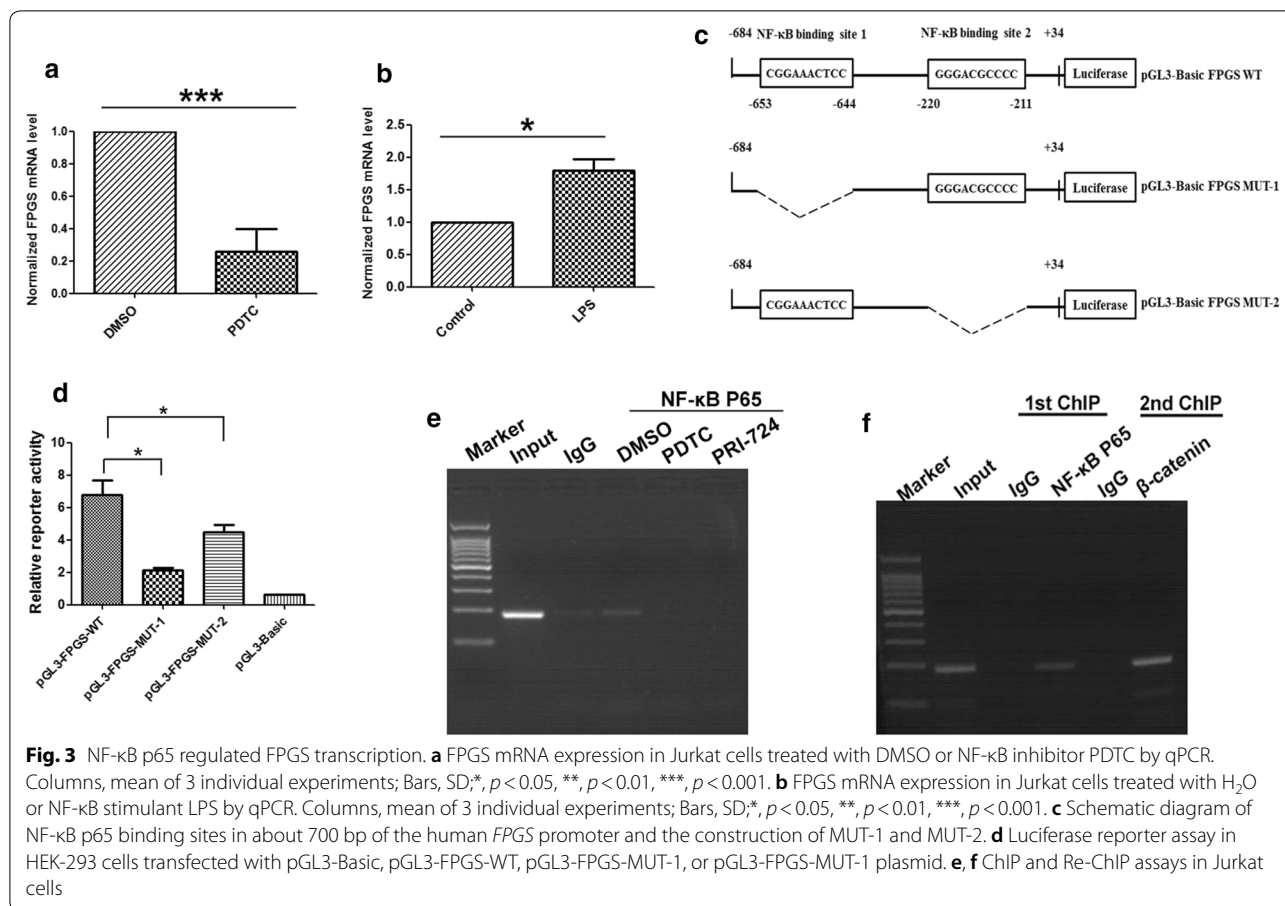 a
***
Normalized FPGS mRNA level
1.0
0.8
0.6
0.4
0.2
0.0
DMSO
PDTC
b
*
Normalized FPGS mRNA level
2.5
2.0
1.5
1.0
0.5
0.0
Control
LPS
c
-684 NF-κB binding site 1 NF-κB binding site 2 +34
CGGAAACTCC GGGACGCCCC Luciferase pGL3-Basic FPGS WT
-653 -644 -220 -211
-684 +34
GGGACGCCCC Luciferase pGL3-Basic FPGS MUT-1
-684 +34
CGGAAACTCC Luciferase pGL3-Basic FPGS MUT-2
d
*
*
Relative reporter activity
10
8
6
4
2
0
pGL3-FPGS-WT
pGL3-FPGS-MUT-1
pGL3-FPGS-MUT-2
pGL3-Basic
e
NF-κB P65
Marker Input IgG DMSO PDTC PRI-724
f
1st ChIP 2nd ChIP
Marker Input IgG NF-κB P65 IgG β-catenin
Fig. 3 NF-κB p65 regulated FPGS transcription. a FPGS mRNA expression in Jurkat cells treated with DMSO or NF-κB inhibitor PDTC by qPCR.
Columns, mean of 3 individual experiments; Bars, SD;*, p < 0.05, **, p < 0.01, ***, p < 0.001. b FPGS mRNA expression in Jurkat cells treated with H₂O
or NF-κB stimulant LPS by qPCR. Columns, mean of 3 individual experiments; Bars, SD;*, p < 0.05, **, p < 0.01, ***, p < 0.001. c Schematic diagram of
NF-κB p65 binding sites in about 700 bp of the human FPGS promoter and the construction of MUT-1 and MUT-2. d Luciferase reporter assay in
HEK-293 cells transfected with pGL3-Basic, pGL3-FPGS-WT, pGL3-FPGS-MUT-1, or pGL3-FPGS-MUT-1 plasmid. e, f ChIP and Re-ChIP assays in Jurkat
cells